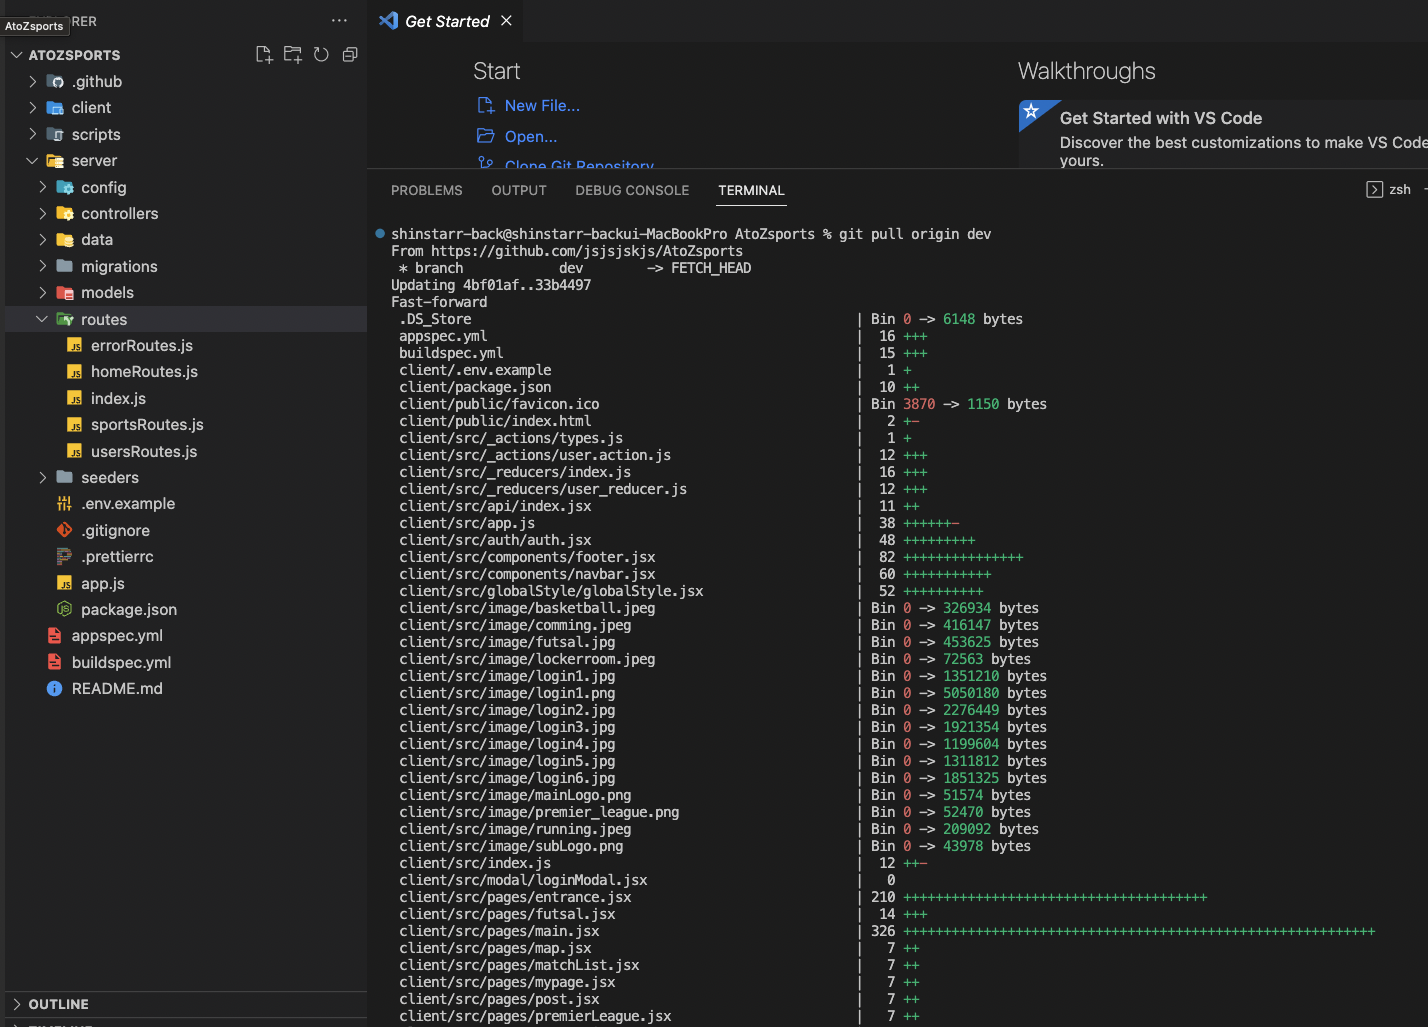 AtoZsports
ORER
ATOZSPORTS
.github
client
scripts
server
config
controllers
data
migrations
models
routes
errorRoutes.js
homeRoutes.js
index.js
sportsRoutes.js
usersRoutes.js
seeders
.env.example
.gitignore
.prettierrc
app.js
package.json
appspec.yml
buildspec.yml
README.md
OUTLINE
Get Started
Start
New File...
Open...
Clone Git Repository
Walkthroughs
Get Started with VS Code
Discover the best customizations to make VS Code
yours.
PROBLEMS OUTPUT DEBUG CONSOLE TERMINAL zsh
shinstarr-back@shinstarr-backui-MacBookPro AtoZsports % git pull origin dev
From https://github.com/jsjsjskjs/AtoZsports
* branch dev -> FETCH_HEAD
Updating 4bf01af..33b4497
Fast-forward
.DS_Store | Bin 0 -> 6148 bytes
appspec.yml | 16 +++
buildspec.yml | 15 +++
client/.env.example | 1 +
client/package.json | 10 ++
client/public/favicon.ico | Bin 3870 -> 1150 bytes
client/public/index.html | 2 +-
client/src/_actions/types.js | 1 +
client/src/_actions/user.action.js | 12 +++
client/src/_reducers/index.js | 16 +++
client/src/_reducers/user_reducer.js | 12 +++
client/src/api/index.jsx | 11 ++
client/src/app.js | 38 ++++++-
client/src/auth/auth.jsx | 48 +++++++++
client/src/components/footer.jsx | 82 +++++++++++++++
client/src/components/navbar.jsx | 60 +++++++++++
client/src/globalStyle/globalStyle.jsx | 52 ++++++++++
client/src/image/basketball.jpeg | Bin 0 -> 326934 bytes
client/src/image/comming.jpeg | Bin 0 -> 416147 bytes
client/src/image/futsal.jpg | Bin 0 -> 453625 bytes
client/src/image/lockerroom.jpeg | Bin 0 -> 72563 bytes
client/src/image/login1.jpg | Bin 0 -> 1351210 bytes
client/src/image/login1.png | Bin 0 -> 5050180 bytes
client/src/image/login2.jpg | Bin 0 -> 2276449 bytes
client/src/image/login3.jpg | Bin 0 -> 1921354 bytes
client/src/image/login4.jpg | Bin 0 -> 1199604 bytes
client/src/image/login5.jpg | Bin 0 -> 1311812 bytes
client/src/image/login6.jpg | Bin 0 -> 1851325 bytes
client/src/image/mainLogo.png | Bin 0 -> 51574 bytes
client/src/image/premier_league.png | Bin 0 -> 52470 bytes
client/src/image/running.jpeg | Bin 0 -> 209092 bytes
client/src/image/subLogo.png | Bin 0 -> 43978 bytes
client/src/index.js | 12 ++-
client/src/modal/loginModal.jsx | 0
client/src/pages/entrance.jsx | 210 ++++++++++++++++++++++++++++++++++++++
client/src/pages/futsal.jsx | 14 +++
client/src/pages/main.jsx | 326 +++++++++++++++++++++++++++++++++++++++++++++++++++++++++++
client/src/pages/map.jsx | 7 ++
client/src/pages/matchList.jsx | 7 ++
client/src/pages/mypage.jsx | 7 ++
client/src/pages/post.jsx | 7 ++
client/src/pages/premierLeague.jsx | 7 ++